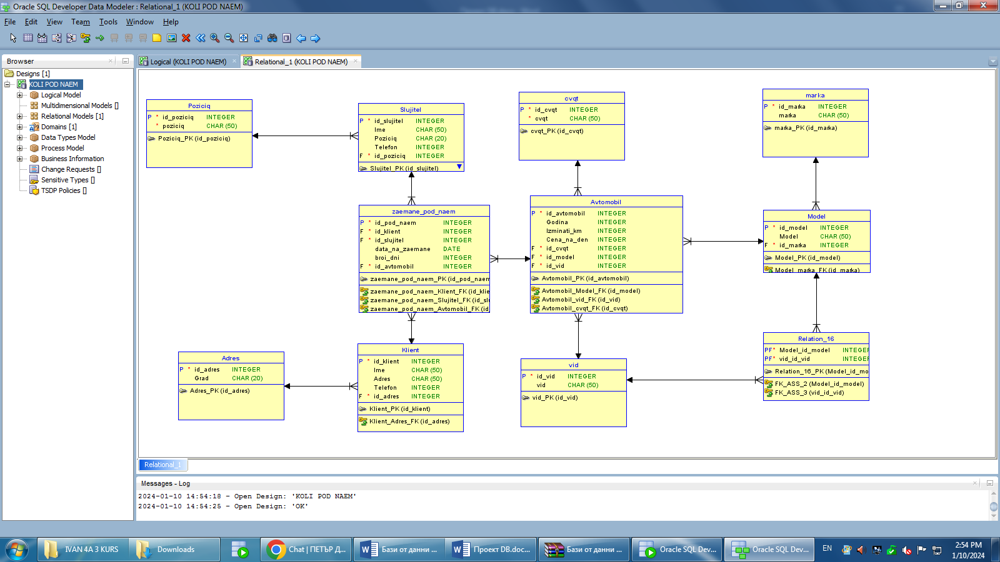 Oracle SQL Developer Data Modeler : Relational_1 (KOLI POD NAEM)
File Edit View Team Tools Window Help
Browser
Designs [1]
KOLI POD NAEM
Logical Model
Multidimensional Models []
Relational Models [1]
Domains [1]
Data Types Model
Process Model
Business Information
Change Requests []
Sensitive Types []
TSDP Policies []
Logical (KOLI POD NAEM)
Relational_1 (KOLI POD NAEM)
Poziciq
P * id_poziciq INTEGER
* poziciq CHAR (50)
Poziciq_PK (id_poziciq)
Slujitel
P * id_slujitel INTEGER
Ime CHAR (50)
Poziciq CHAR (20)
Telefon INTEGER
F * id_poziciq INTEGER
Slujitel_PK (id_slujitel)
cvqt
P * id_cvqt INTEGER
* cvqt CHAR (50)
cvqt_PK (id_cvqt)
marka
P * id_marka INTEGER
marka CHAR (50)
marka_PK (id_marka)
zaemane_pod_naem
P * id_pod_naem INTEGER
F * id_klient INTEGER
F * id_slujitel INTEGER
data_na_zaemane DATE
broi_dni INTEGER
F * id_avtomobil INTEGER
zaemane_pod_naem_PK (id_pod_naem
zaemane_pod_naem_Klient_FK (id_klie
zaemane_pod_naem_Slujitel_FK (id_slu
zaemane_pod_naem_Avtomobil_FK (id
Avtomobil
P * id_avtomobil INTEGER
Godina INTEGER
Izminati_km INTEGER
Cena_na_den INTEGER
F * id_cvqt INTEGER
F * id_model INTEGER
F * id_vid INTEGER
Avtomobil_PK (id_avtomobil)
Avtomobil_Model_FK (id_model)
Avtomobil_vid_FK (id_vid)
Avtomobil_cvqt_FK (id_cvqt)
Model
P * id_model INTEGER
Model CHAR (50)
F * id_marka INTEGER
Model_PK (id_model)
Model_marka_FK (id_marka)
Adres
P * id_adres INTEGER
Grad CHAR (20)
Adres_PK (id_adres)
Klient
P * id_klient INTEGER
Ime CHAR (50)
Adres CHAR (50)
Telefon INTEGER
F * id_adres INTEGER
Klient_PK (id_klient)
Klient_Adres_FK (id_adres)
vid
P * id_vid INTEGER
vid CHAR (50)
vid_PK (id_vid)
Relation_16
PF* Model_id_model INTEGER
PF* vid_id_vid INTEGER
Relation_16_PK (Model_id_mo
FK_ASS_2 (Model_id_model)
FK_ASS_3 (vid_id_vid)
Relational_1
Messages - Log
2024-01-10 14:54:18 - Open Design: 'KOLI POD NAEM'
2024-01-10 14:54:25 - Open Design: 'OK'
IVAN 4A 3 KURS
Downloads
Chat | ПЕТЪР Д...
Бази от данни ...
Проект DB.doc...
Бази от данни ...
Oracle SQL Dev...
Oracle SQL Dev...
EN
2:54 PM
1/10/2024